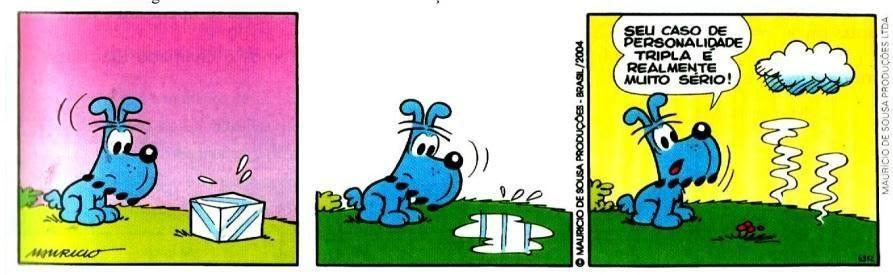 MAURICIO
© MAURICIO DE SOUSA PRODUÇÕES - BRASIL/2004
SEU CASO DE
PERSONALIDADE
TRIPLA É
REALMENTE
MUITO SÉRIO!
MAURICIO DE SOUSA PRODUÇÕES LTDA